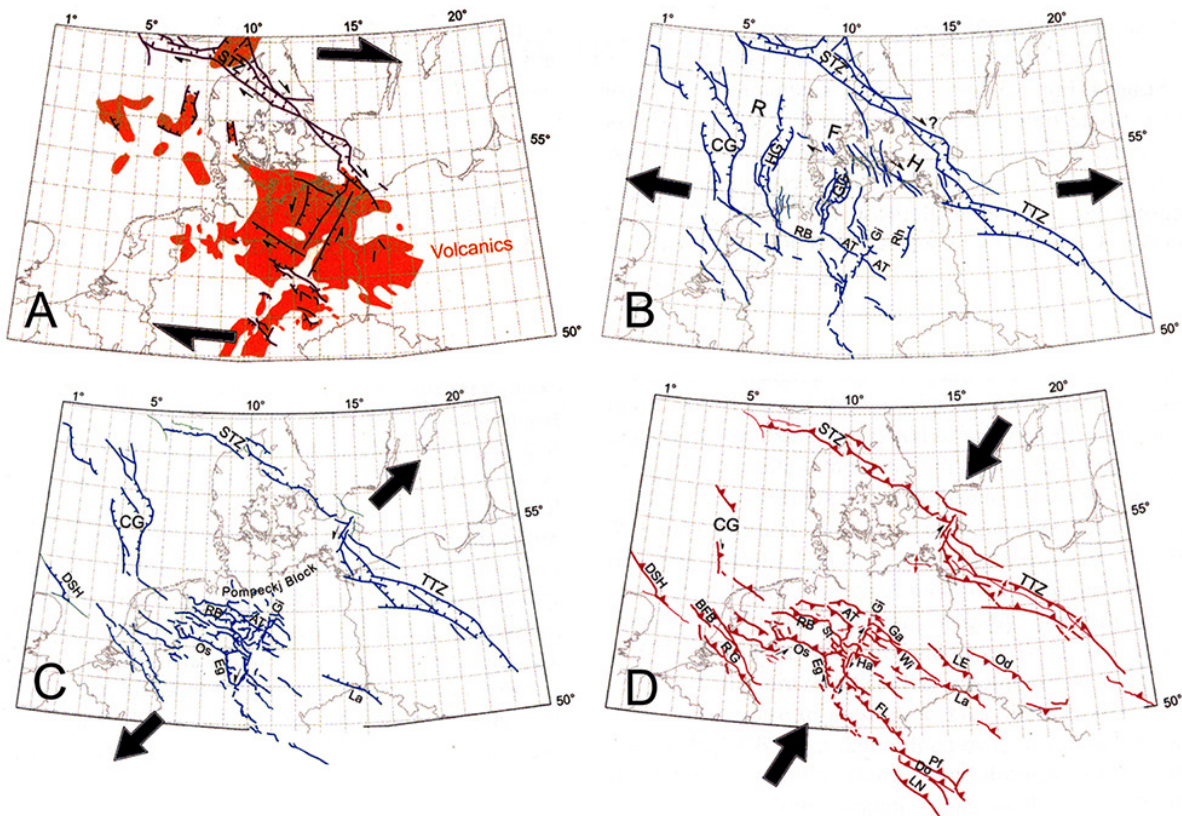 1°
5°
10°
15°
20°
STZ
55°
Volcanics
A
50°
1°
5°
10°
15°
20°
STZ
R
?
CG
HG
F
H
55°
GG
TTZ
RB
AT
Gl
Rh
AT
B
50°
1°
5°
10°
15°
20°
STZ
CG
55°
Pompeckj Block
DSH
TTZ
RB
AT
Gl
Os
Eg
La
C
50°
1°
5°
10°
15°
20°
STZ
CG
55°
DSH
TTZ
BFB
RB
AT
Gl
Ga
RG
Os
Eg
Ha
Wi
LE
Od
La
D
FL
50°
Pf
Do
LN